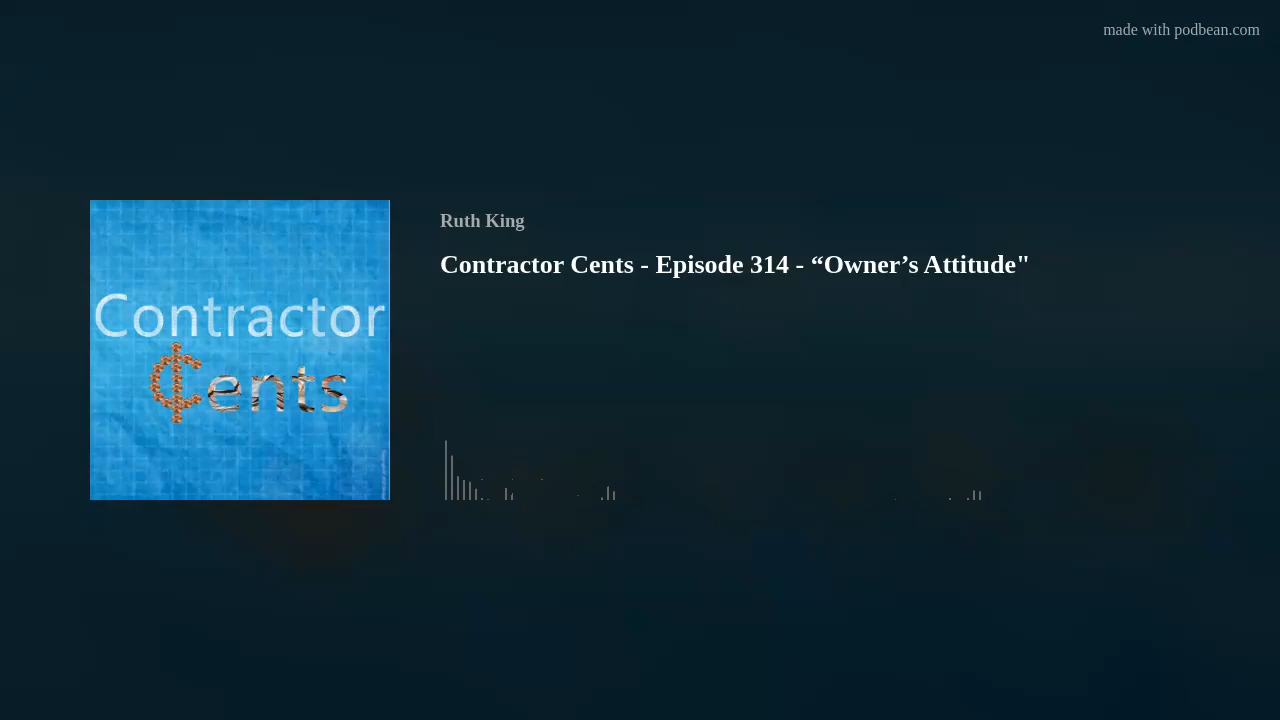 made with podbean.com
Ruth King
Contractor Cents - Episode 314 - “Owner’s Attitude"
Contractor
¢ents